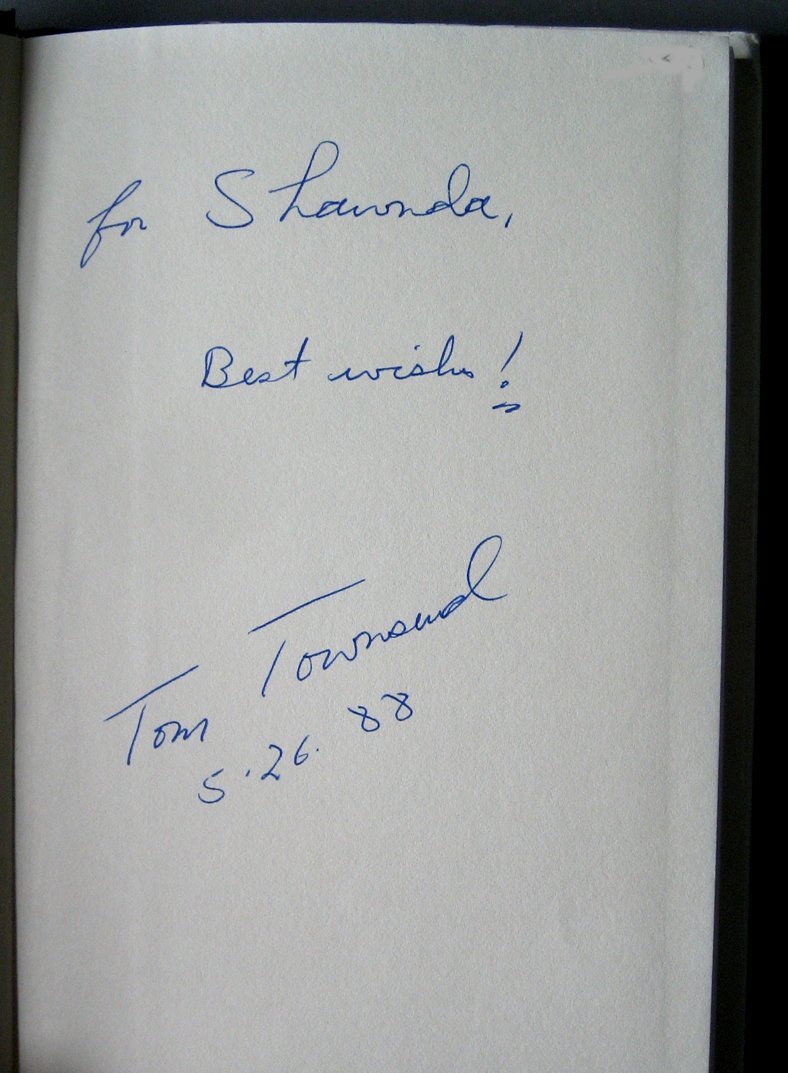 for Shawnda,
Best wishes!
Tom Townsend
5.26.88